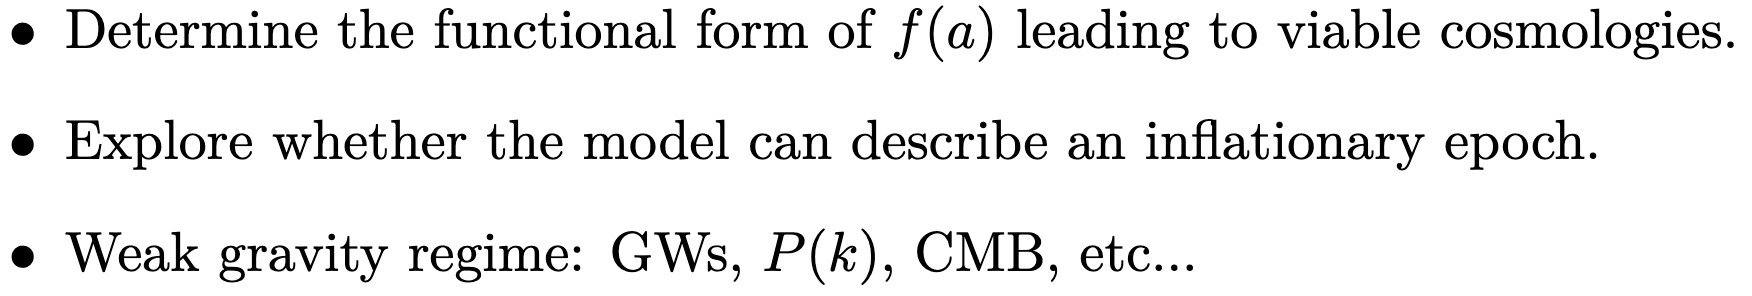 • Determine the functional form of f(a) leading to viable cosmologies.
• Explore whether the model can describe an inflationary epoch.
• Weak gravity regime: GWs, P(k), CMB, etc...